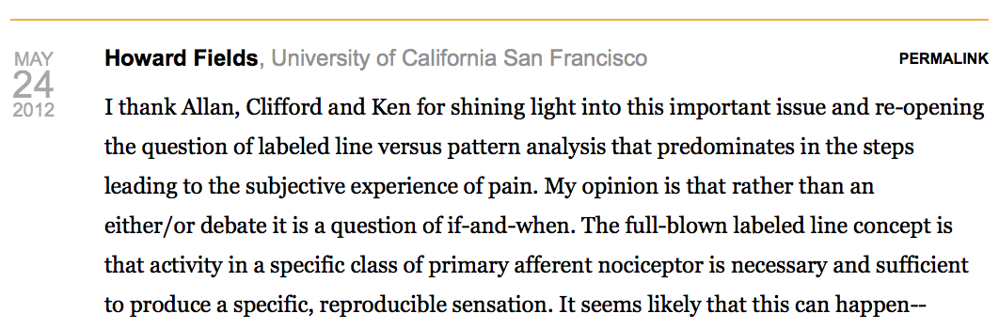 MAY
24
2012
Howard Fields, University of California San Francisco
PERMALINK
I thank Allan, Clifford and Ken for shining light into this important issue and re-opening
the question of labeled line versus pattern analysis that predominates in the steps
leading to the subjective experience of pain. My opinion is that rather than an
either/or debate it is a question of if-and-when. The full-blown labeled line concept is
that activity in a specific class of primary afferent nociceptor is necessary and sufficient
to produce a specific, reproducible sensation. It seems likely that this can happen--